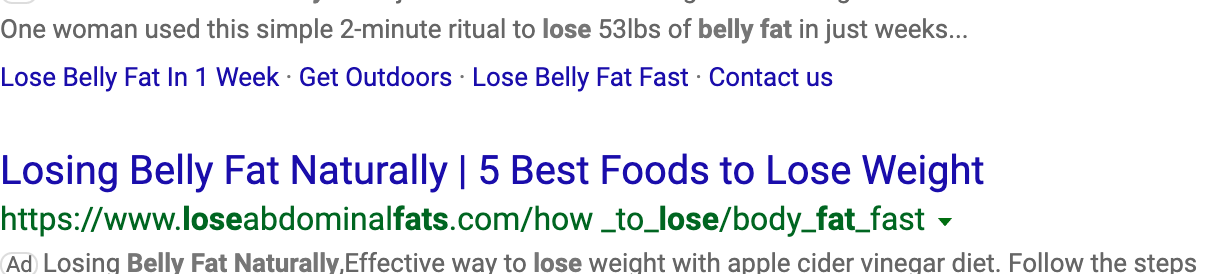 One woman used this simple 2-minute ritual to lose 53lbs of belly fat in just weeks...
Lose Belly Fat In 1 Week · Get Outdoors · Lose Belly Fat Fast · Contact us
Losing Belly Fat Naturally | 5 Best Foods to Lose Weight
https://www.loseabdominalfats.com/how _to_lose/body_fat_fast
Ad Losing Belly Fat Naturally,Effective way to lose weight with apple cider vinegar diet. Follow the steps